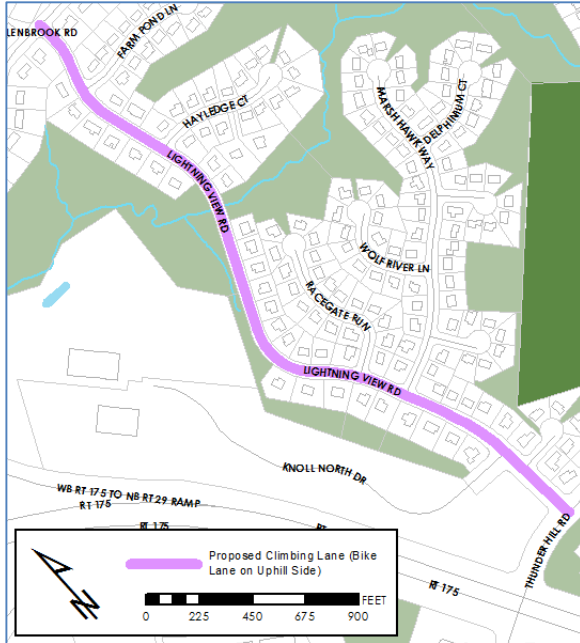 LENBROOK RD
FARM POND LN
HAYLEDGE CT
MARSH HAWK WAY
DELPHINIUM CT
LIGHTNING VIEW RD
WOLF RIVER LN
RACEGATE RUN
LIGHTNING VIEW RD
KNOLL NORTH DR
WB RT 175 TO NB RT 29 RAMP
RT 175
RT 175
RT
RT 175
THUNDER HILL RD
N
Proposed Climbing Lane (Bike
Lane on Uphill Side)
FEET
0 225 450 675 900